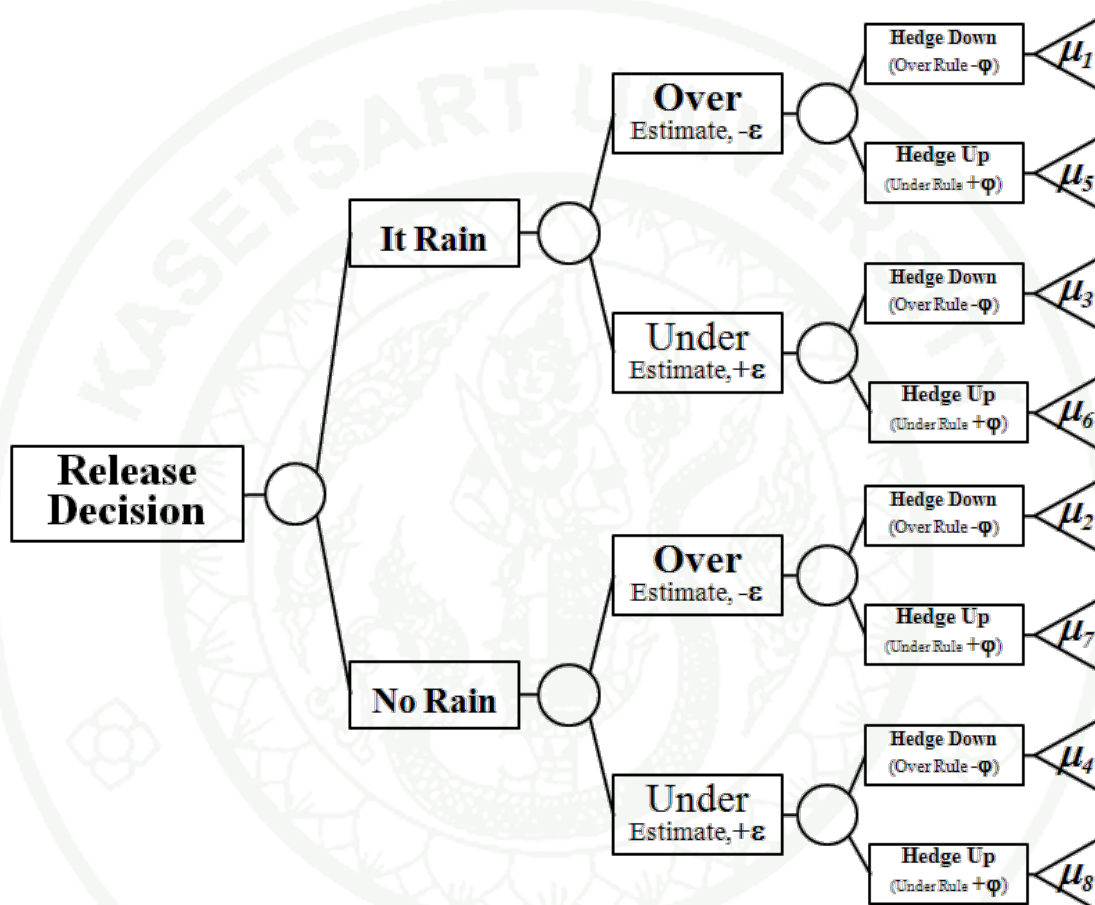 KASETSART UNIVERSITY
Release
Decision
It Rain
Over
Estimate, -ε
Hedge Down
(Over Rule -φ)
μ1
Hedge Up
(Under Rule +φ)
μ5
Under
Estimate,+ε
Hedge Down
(Over Rule -φ)
μ3
Hedge Up
(Under Rule +φ)
μ6
No Rain
Over
Estimate, -ε
Hedge Down
(Over Rule -φ)
μ2
Hedge Up
(Under Rule +φ)
μ7
Under
Estimate,+ε
Hedge Down
(Over Rule -φ)
μ4
Hedge Up
(Under Rule +φ)
μ8